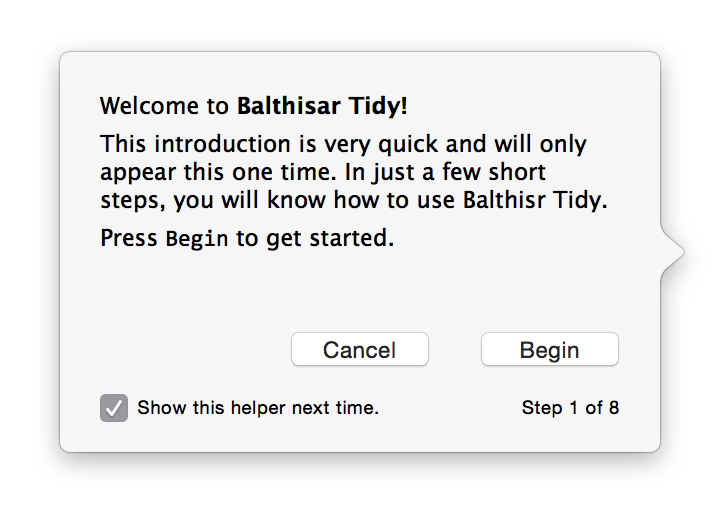 Welcome to Balthisar Tidy!
This introduction is very quick and will only
appear this one time. In just a few short
steps, you will know how to use Balthisr Tidy.
Press Begin to get started.
Cancel Begin
Show this helper next time. Step 1 of 8